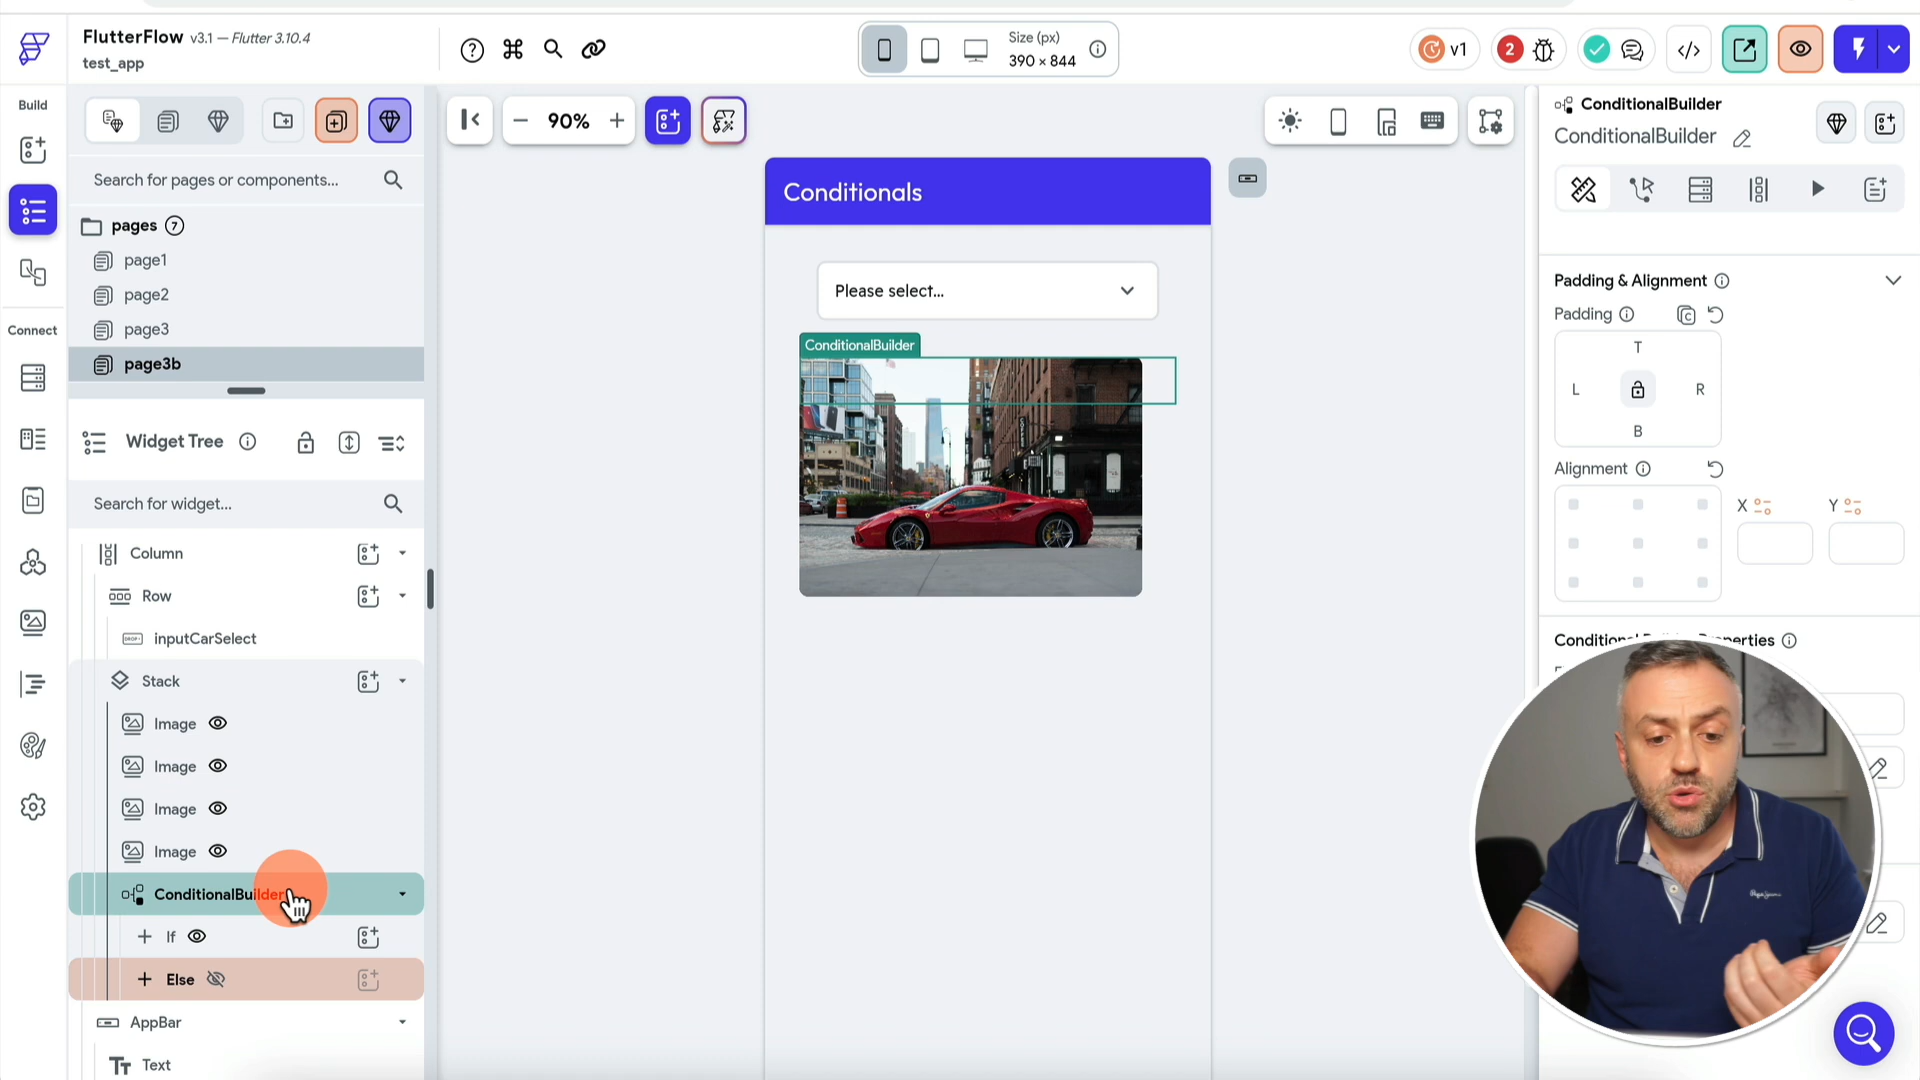 FlutterFlow v3.1 — Flutter 3.10.4
test_app
Size (px)
390 × 844
v1
2
Build
90%
ConditionalBuilder
ConditionalBuilder
Search for pages or components...
Conditionals
pages 7
page1
page2
page3
page3b
Connect
Please select...
ConditionalBuilder
Padding & Alignment
Padding
T
L
R
B
Alignment
X
Y
Widget Tree
Search for widget...
Column
Row
inputCarSelect
Stack
Image
Image
Image
Image
ConditionalBuilder
If
Else
AppBar
Tt Text